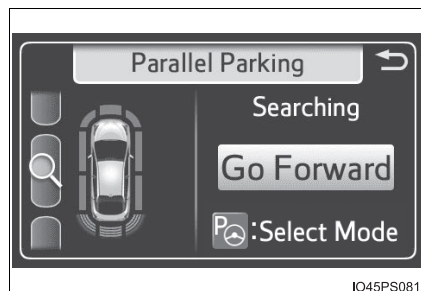 Parallel Parking
Searching
Go Forward
P:Select Mode
IO45PS081